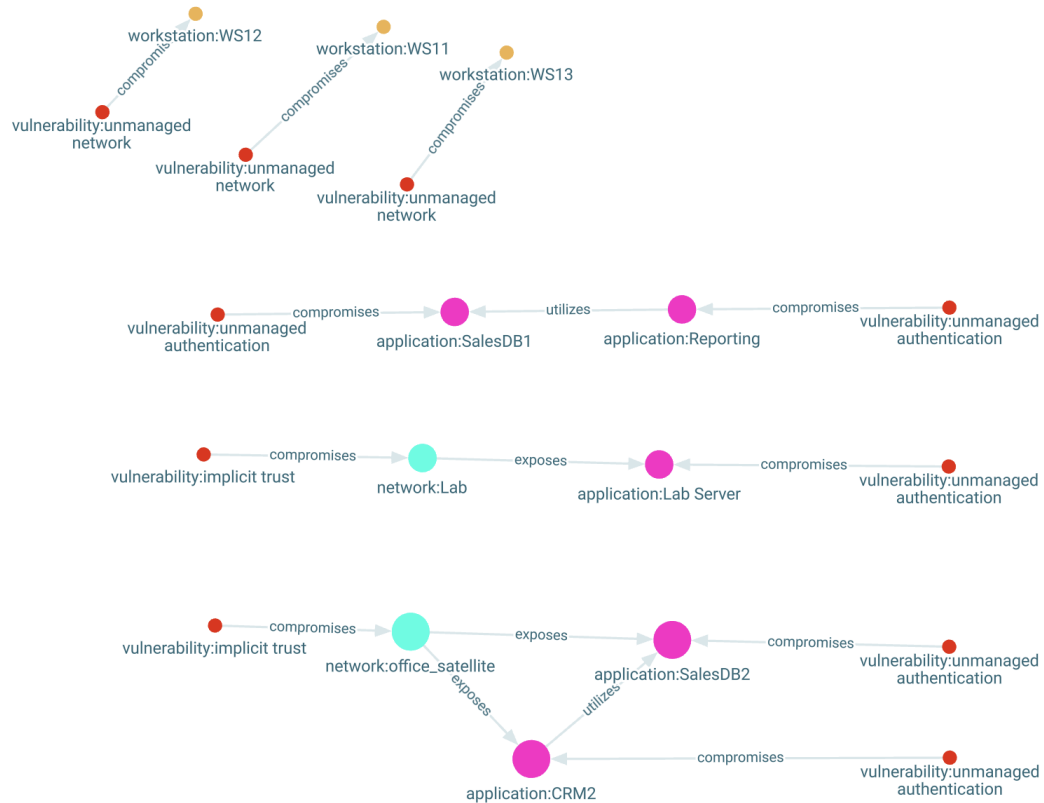 workstation:WS12
compromises
vulnerability:unmanaged
network
workstation:WS11
compromises
vulnerability:unmanaged
network
workstation:WS13
compromises
vulnerability:unmanaged
network
compromises
utilizes
compromises
vulnerability:unmanaged
authentication
application:SalesDB1
application:Reporting
vulnerability:unmanaged
authentication
compromises
exposes
compromises
vulnerability:implicit trust
network:Lab
application:Lab Server
vulnerability:unmanaged
authentication
compromises
exposes
compromises
vulnerability:implicit trust
network:office_satellite
application:SalesDB2
vulnerability:unmanaged
authentication
exposes
utilizes
compromises
application:CRM2
vulnerability:unmanaged
authentication